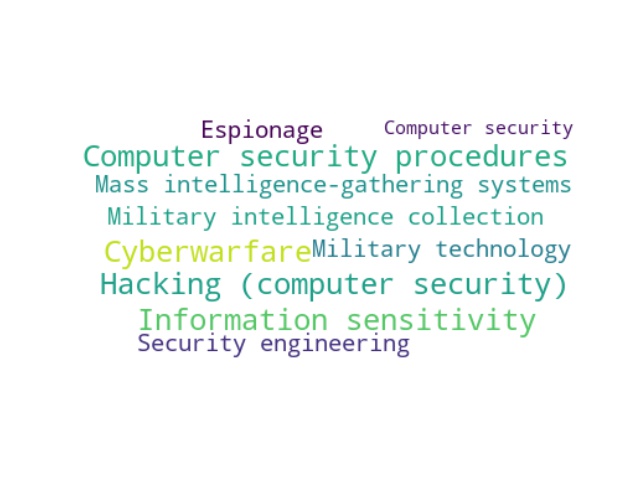 Espionage Computer security
Computer security procedures
Mass intelligence-gathering systems
Military intelligence collection
Cyberwarfare Military technology
Hacking (computer security)
Information sensitivity
Security engineering